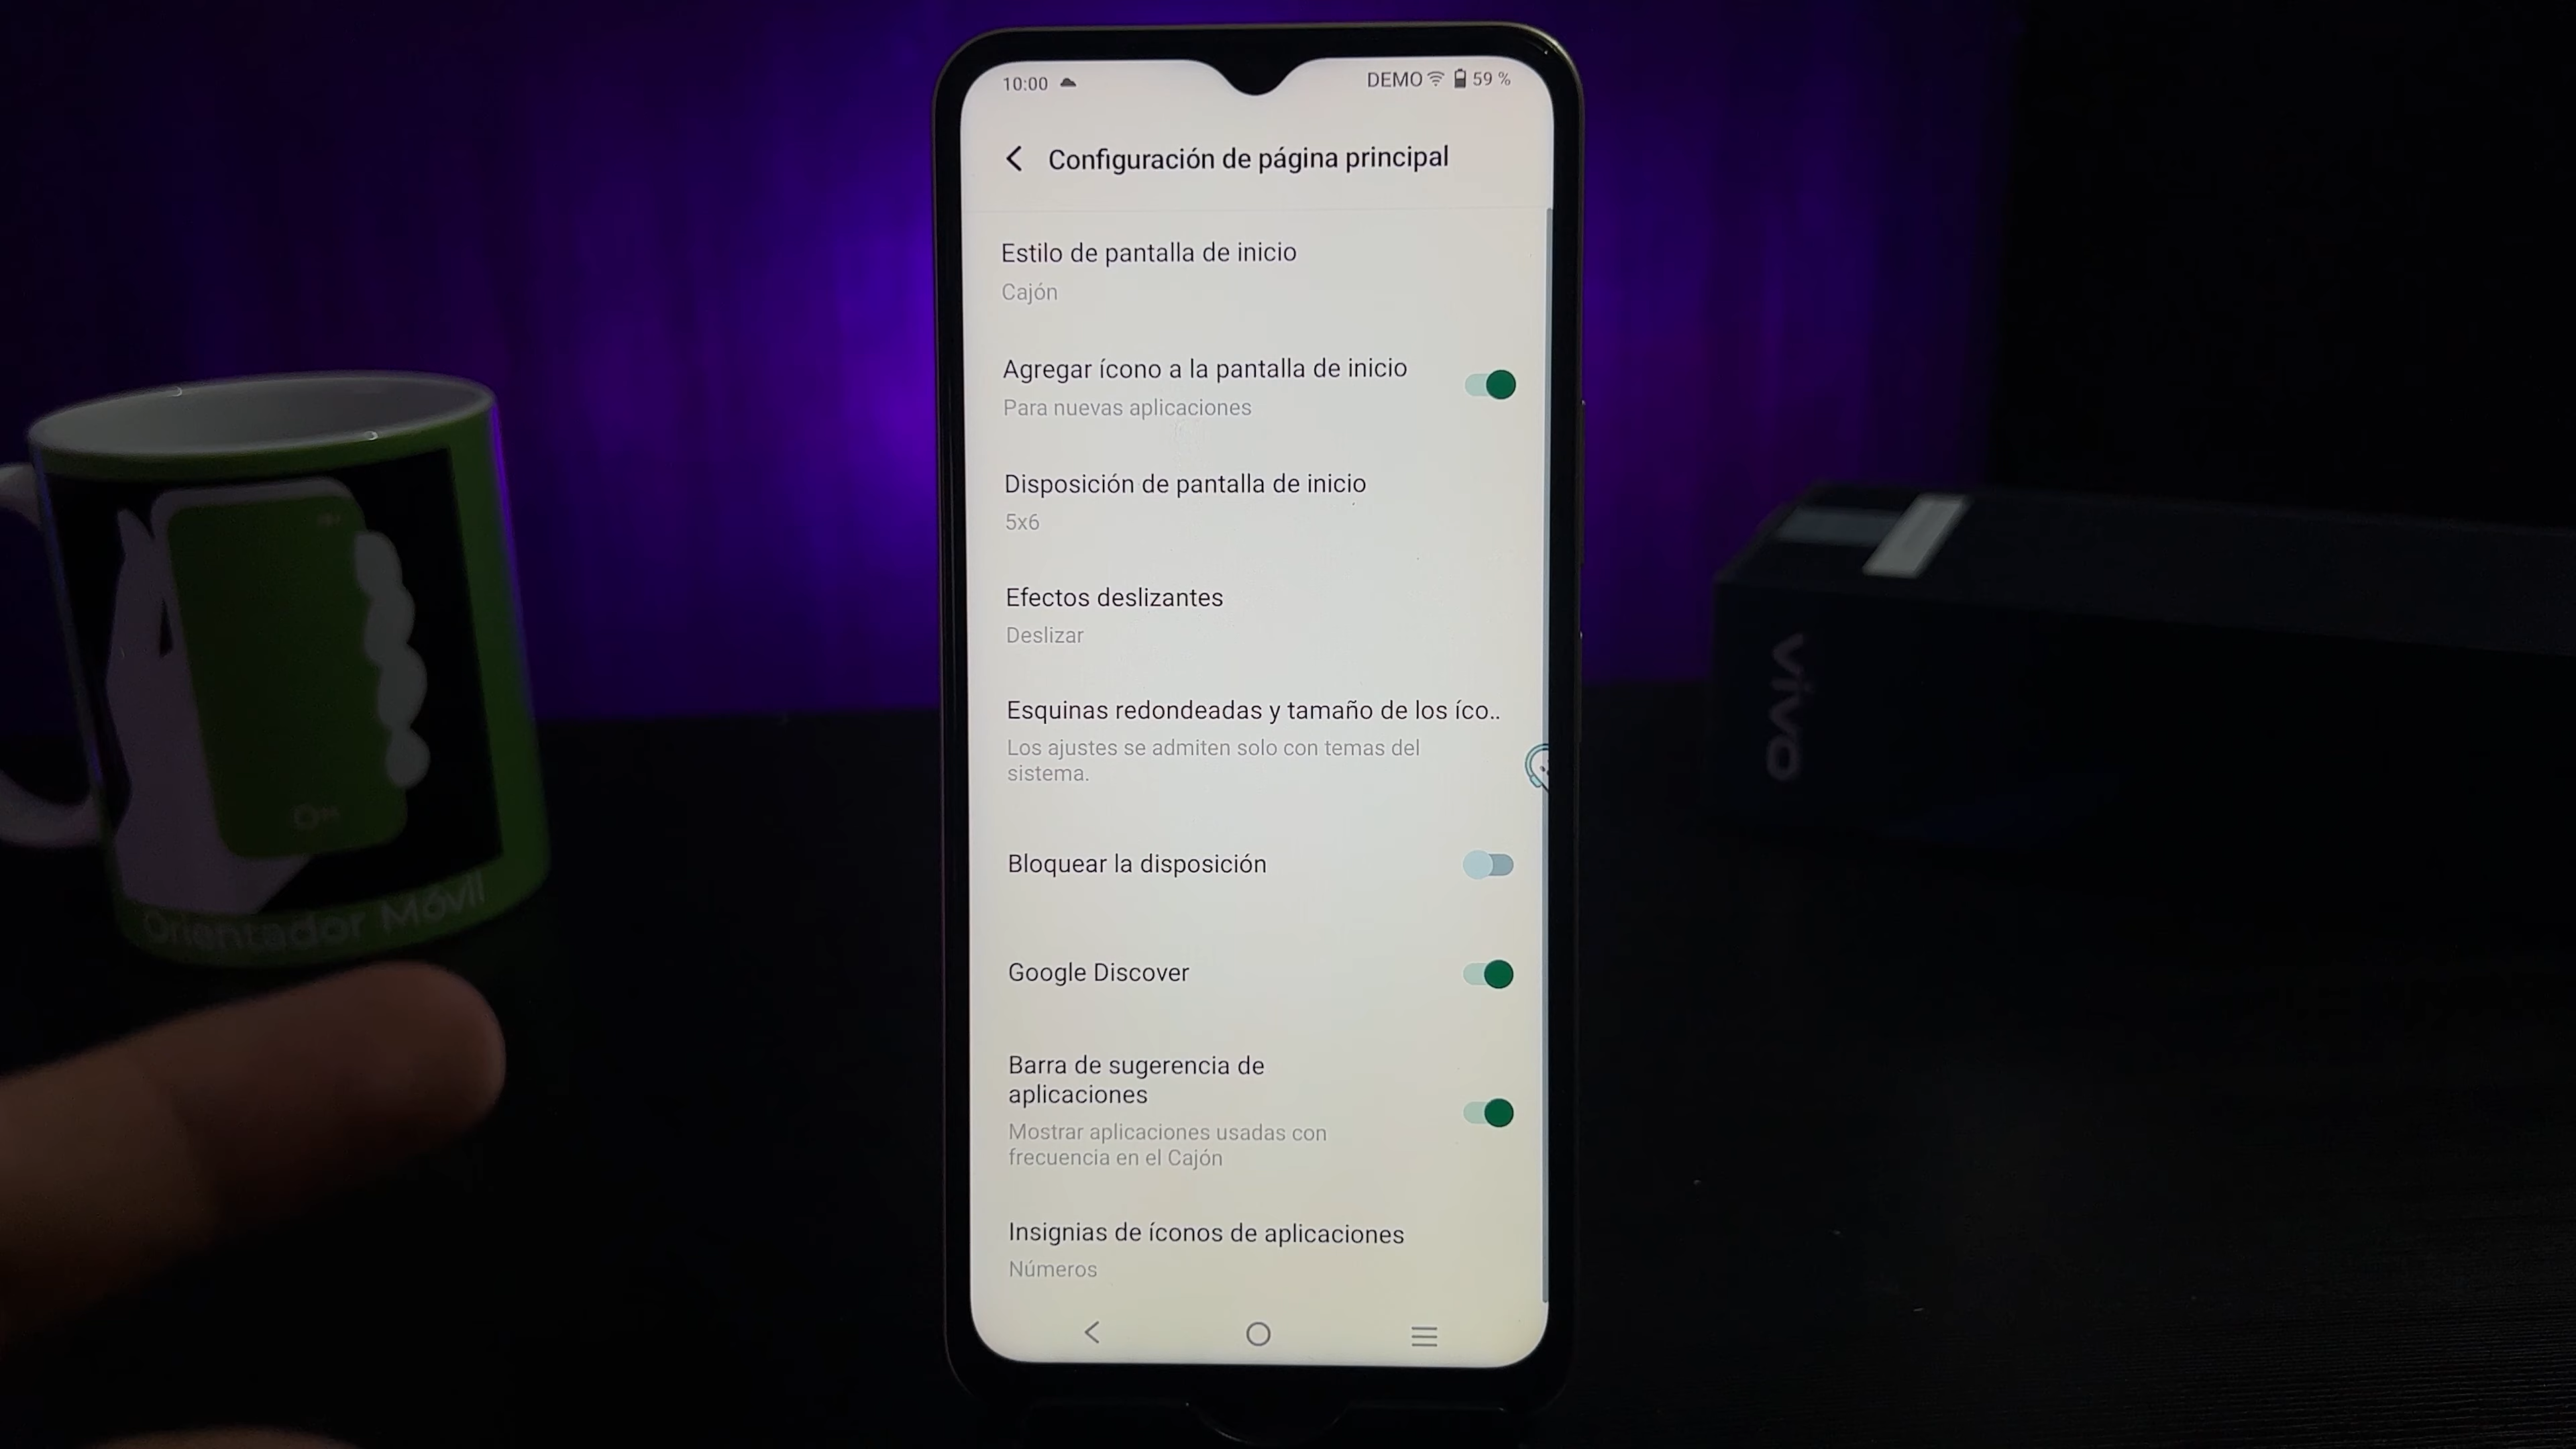 10:00
DEMO 59 %
Configuración de página principal
Estilo de pantalla de inicio
Cajón
Agregar ícono a la pantalla de inicio
Para nuevas aplicaciones
Disposición de pantalla de inicio
5x6
Efectos deslizantes
Deslizar
Esquinas redondeadas y tamaño de los íco..
Los ajustes se admiten solo con temas del
sistema.
Bloquear la disposición
Google Discover
Barra de sugerencia de
aplicaciones
Mostrar aplicaciones usadas con
frecuencia en el Cajón
Insignias de íconos de aplicaciones
Números
Orientador Móvil
vivo